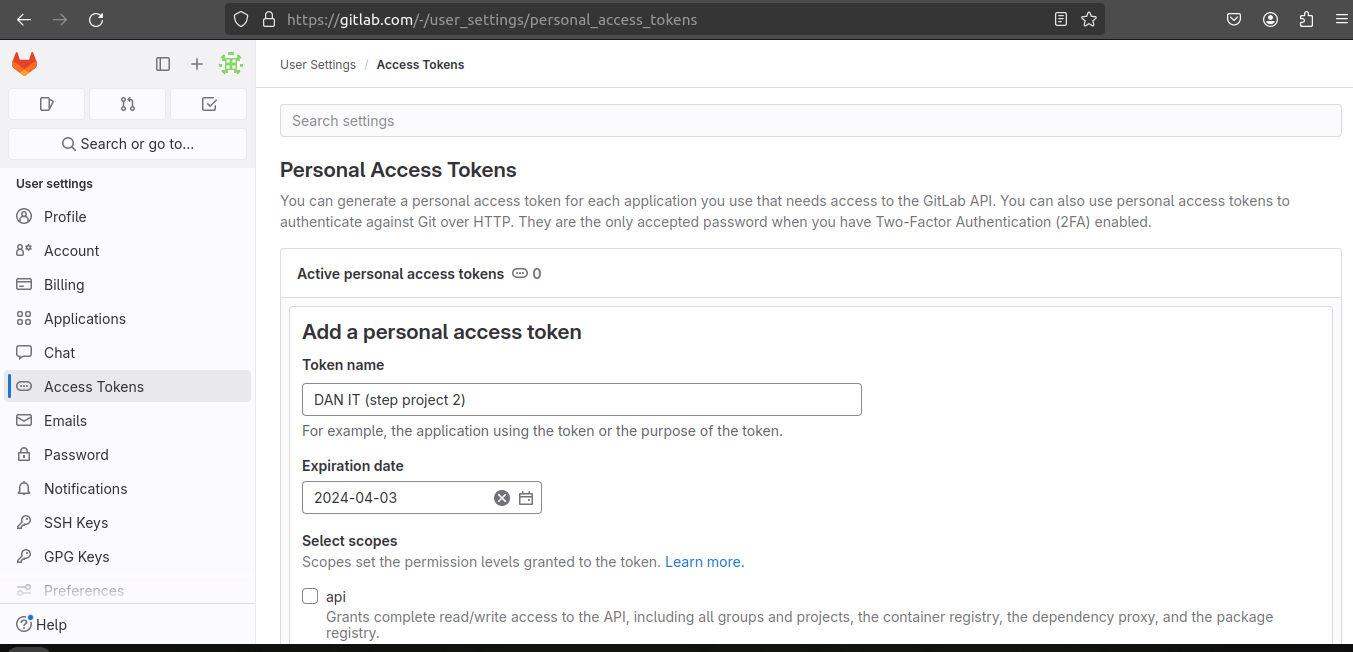 https://gitlab.com/-/user_settings/personal_access_tokens
User Settings / Access Tokens
Search or go to...
User settings
Profile
Account
Billing
Applications
Chat
Access Tokens
Emails
Password
Notifications
SSH Keys
GPG Keys
Preferences
Help
Search settings
Personal Access Tokens
You can generate a personal access token for each application you use that needs access to the GitLab API. You can also use personal access tokens to
authenticate against Git over HTTP. They are the only accepted password when you have Two-Factor Authentication (2FA) enabled.
Active personal access tokens 0
Add a personal access token
Token name
DAN IT (step project 2)
For example, the application using the token or the purpose of the token.
Expiration date
2024-04-03
Select scopes
Scopes set the permission levels granted to the token. Learn more.
api
Grants complete read/write access to the API, including all groups and projects, the container registry, the dependency proxy, and the package
registry.